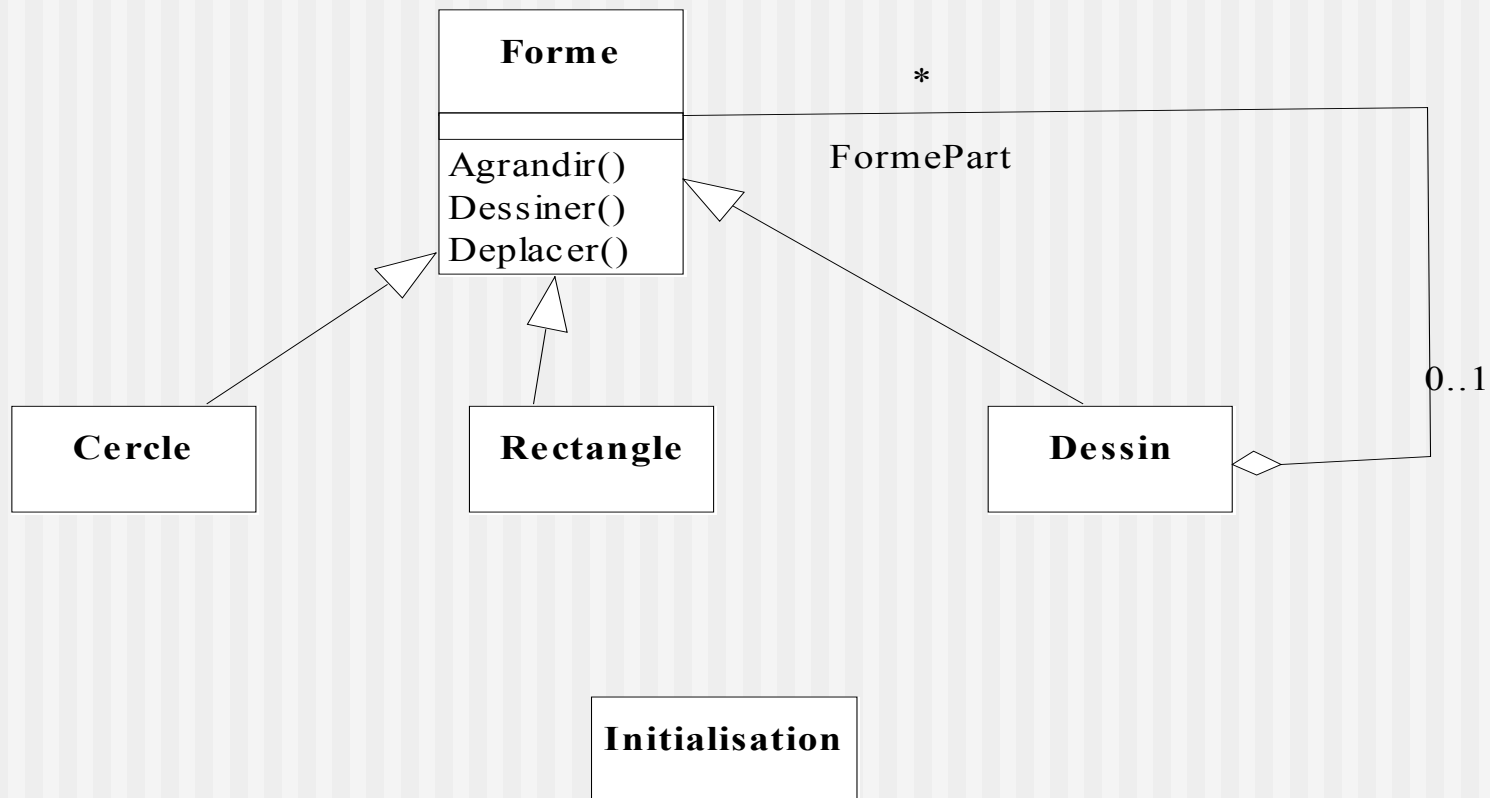 Forme
*
FormePart
Agrandir()
Dessiner()
Deplacer()
0..1
Cercle
Rectangle
Dessin
Initialisation